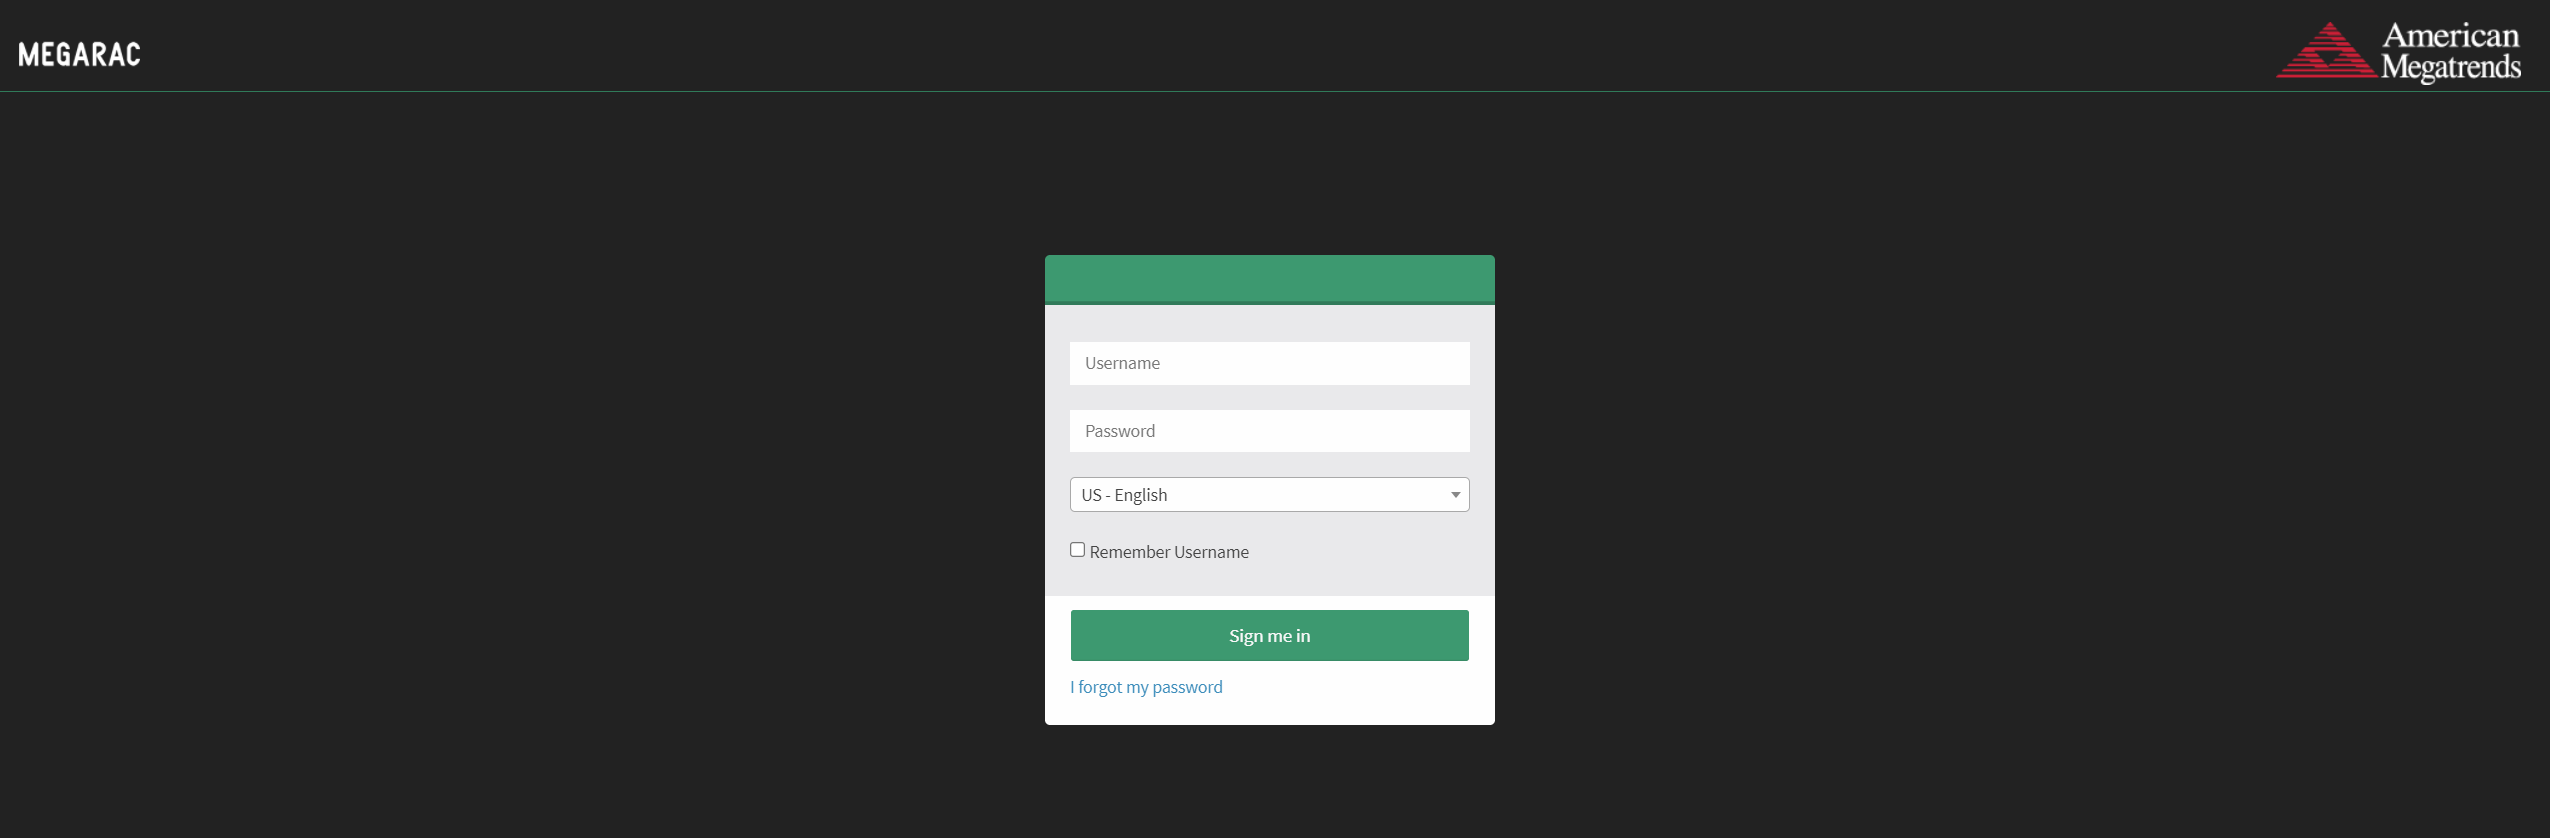 MEGARAC
American
Megatrends
Username
Password
US - English
Remember Username
Sign me in
I forgot my password